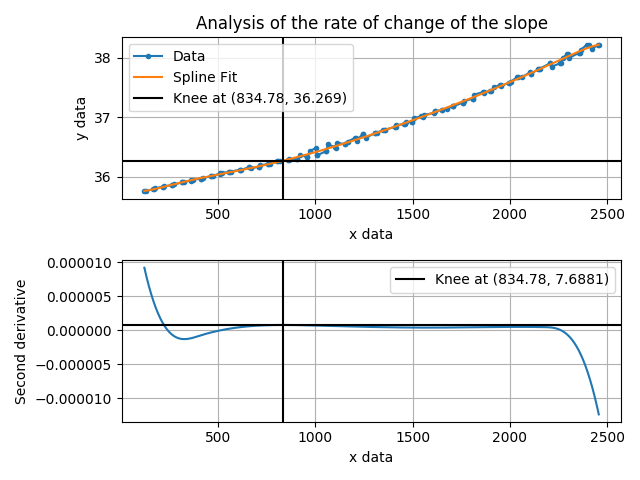 Analysis of the rate of change of the slope
Data
Spline Fit
Knee at (834.78, 36.269)
38
37
36
y data
500 1000 1500 2000 2500
x data
Knee at (834.78, 7.6881)
0.000010
0.000005
0.000000
−0.000005
−0.000010
Second derivative
500 1000 1500 2000 2500
x data